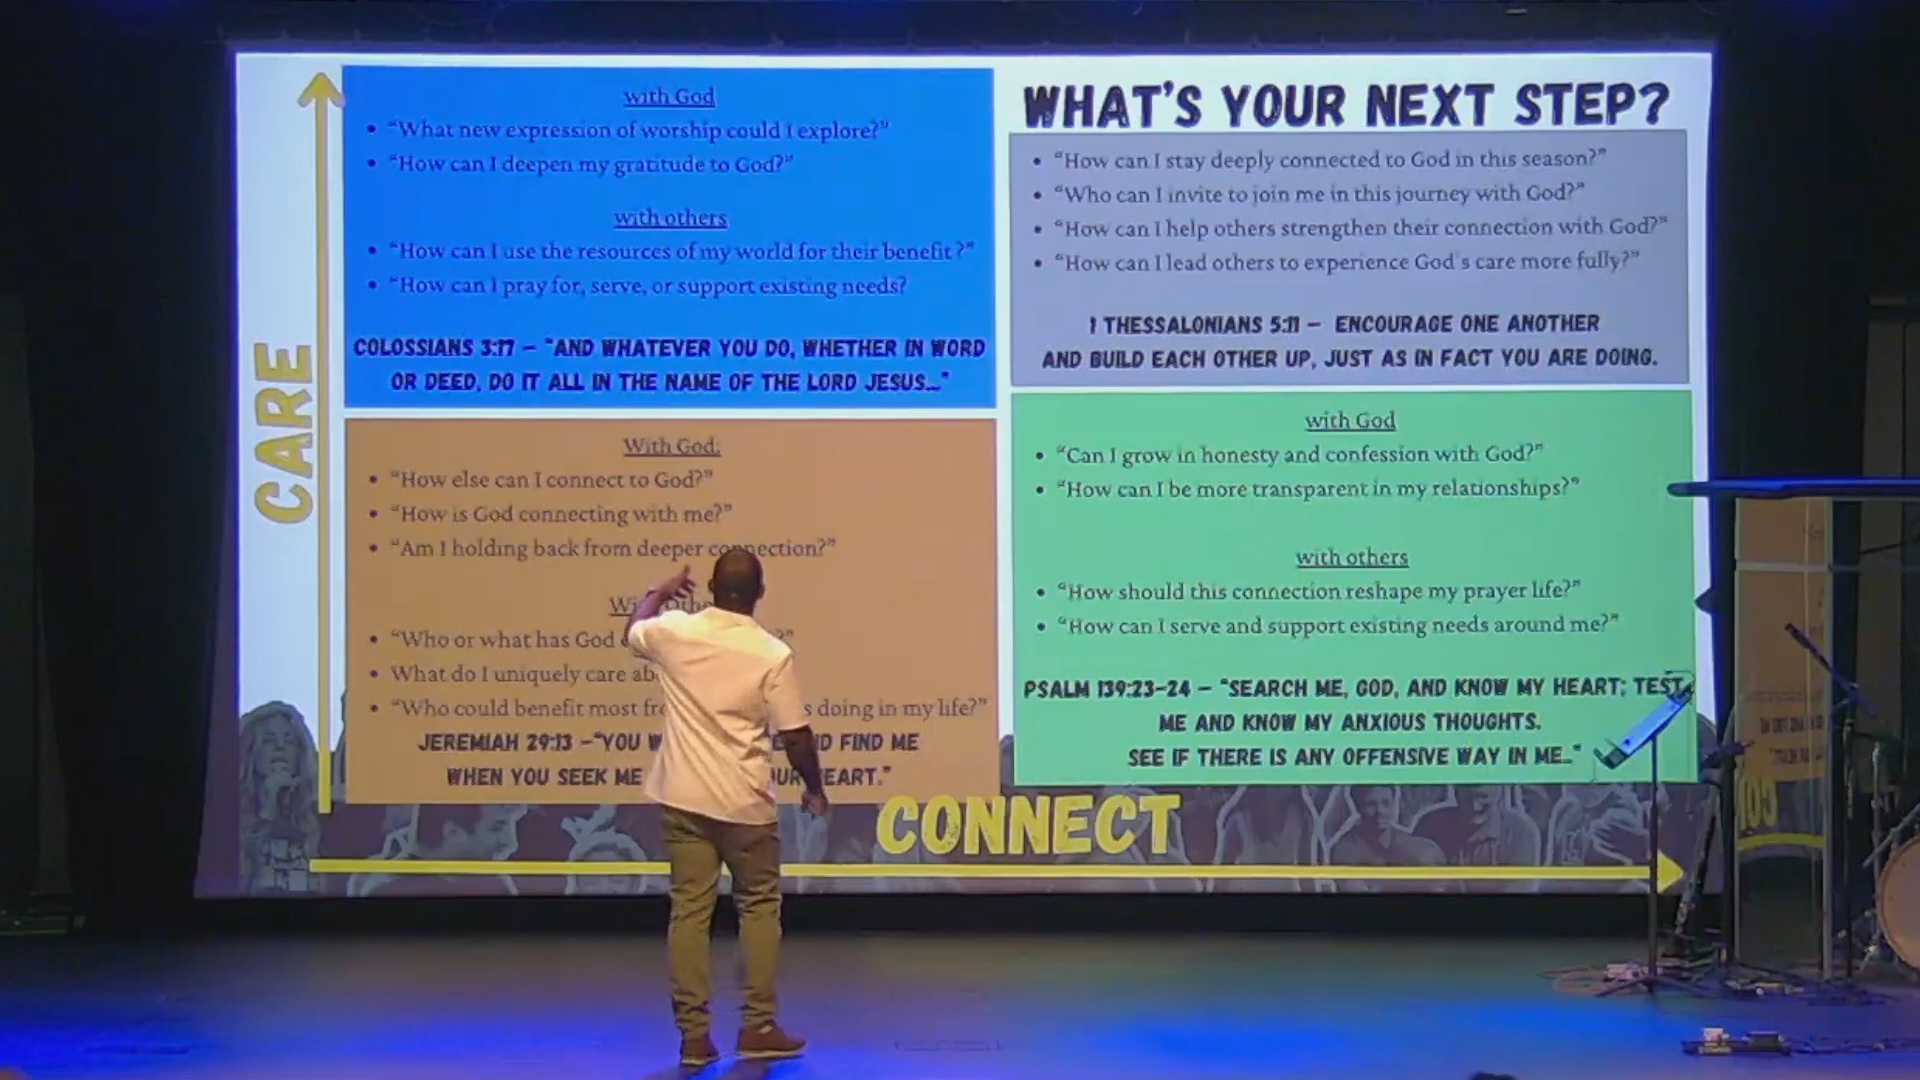 with God
• “What new expression of worship could I explore?”
• “How can I deepen my gratitude to God?”
with others
• “How can I use the resources of my world for their benefit?”
• “How can I pray for, serve, or support existing needs?
COLOSSIANS 3:17 – “AND WHATEVER YOU DO, WHETHER IN WORD
OR DEED, DO IT ALL IN THE NAME OF THE LORD JESUS...”
WHAT'S YOUR NEXT STEP?
• “How can I stay deeply connected to God in this season?”
• “Who can I invite to join me in this journey with God?”
• “How can I help others strengthen their connection with God?”
• “How can I lead others to experience God's care more fully?”
1 THESSALONIANS 5:11 – ENCOURAGE ONE ANOTHER
AND BUILD EACH OTHER UP, JUST AS IN FACT YOU ARE DOING.
CARE
With God:
• “How else can I connect to God?”
• “How is God connecting with me?”
• “Am I holding back from deeper connection?”
• “Who or what has God
• What do I uniquely care
• “Who could benefit most doing in my life?”
JEREMIAH 29:13 –“YOU FIND ME
WHEN YOU SEEK ME HEART.”
with God
• “Can I grow in honesty and confession with God?”
• “How can I be more transparent in my relationships?”
with others
• “How should this connection reshape my prayer life?”
• “How can I serve and support existing needs around me?”
PSALM 139:23-24 – “SEARCH ME, GOD, AND KNOW MY HEART; TEST
ME AND KNOW MY ANXIOUS THOUGHTS.
SEE IF THERE IS ANY OFFENSIVE WAY IN ME...”
CONNECT